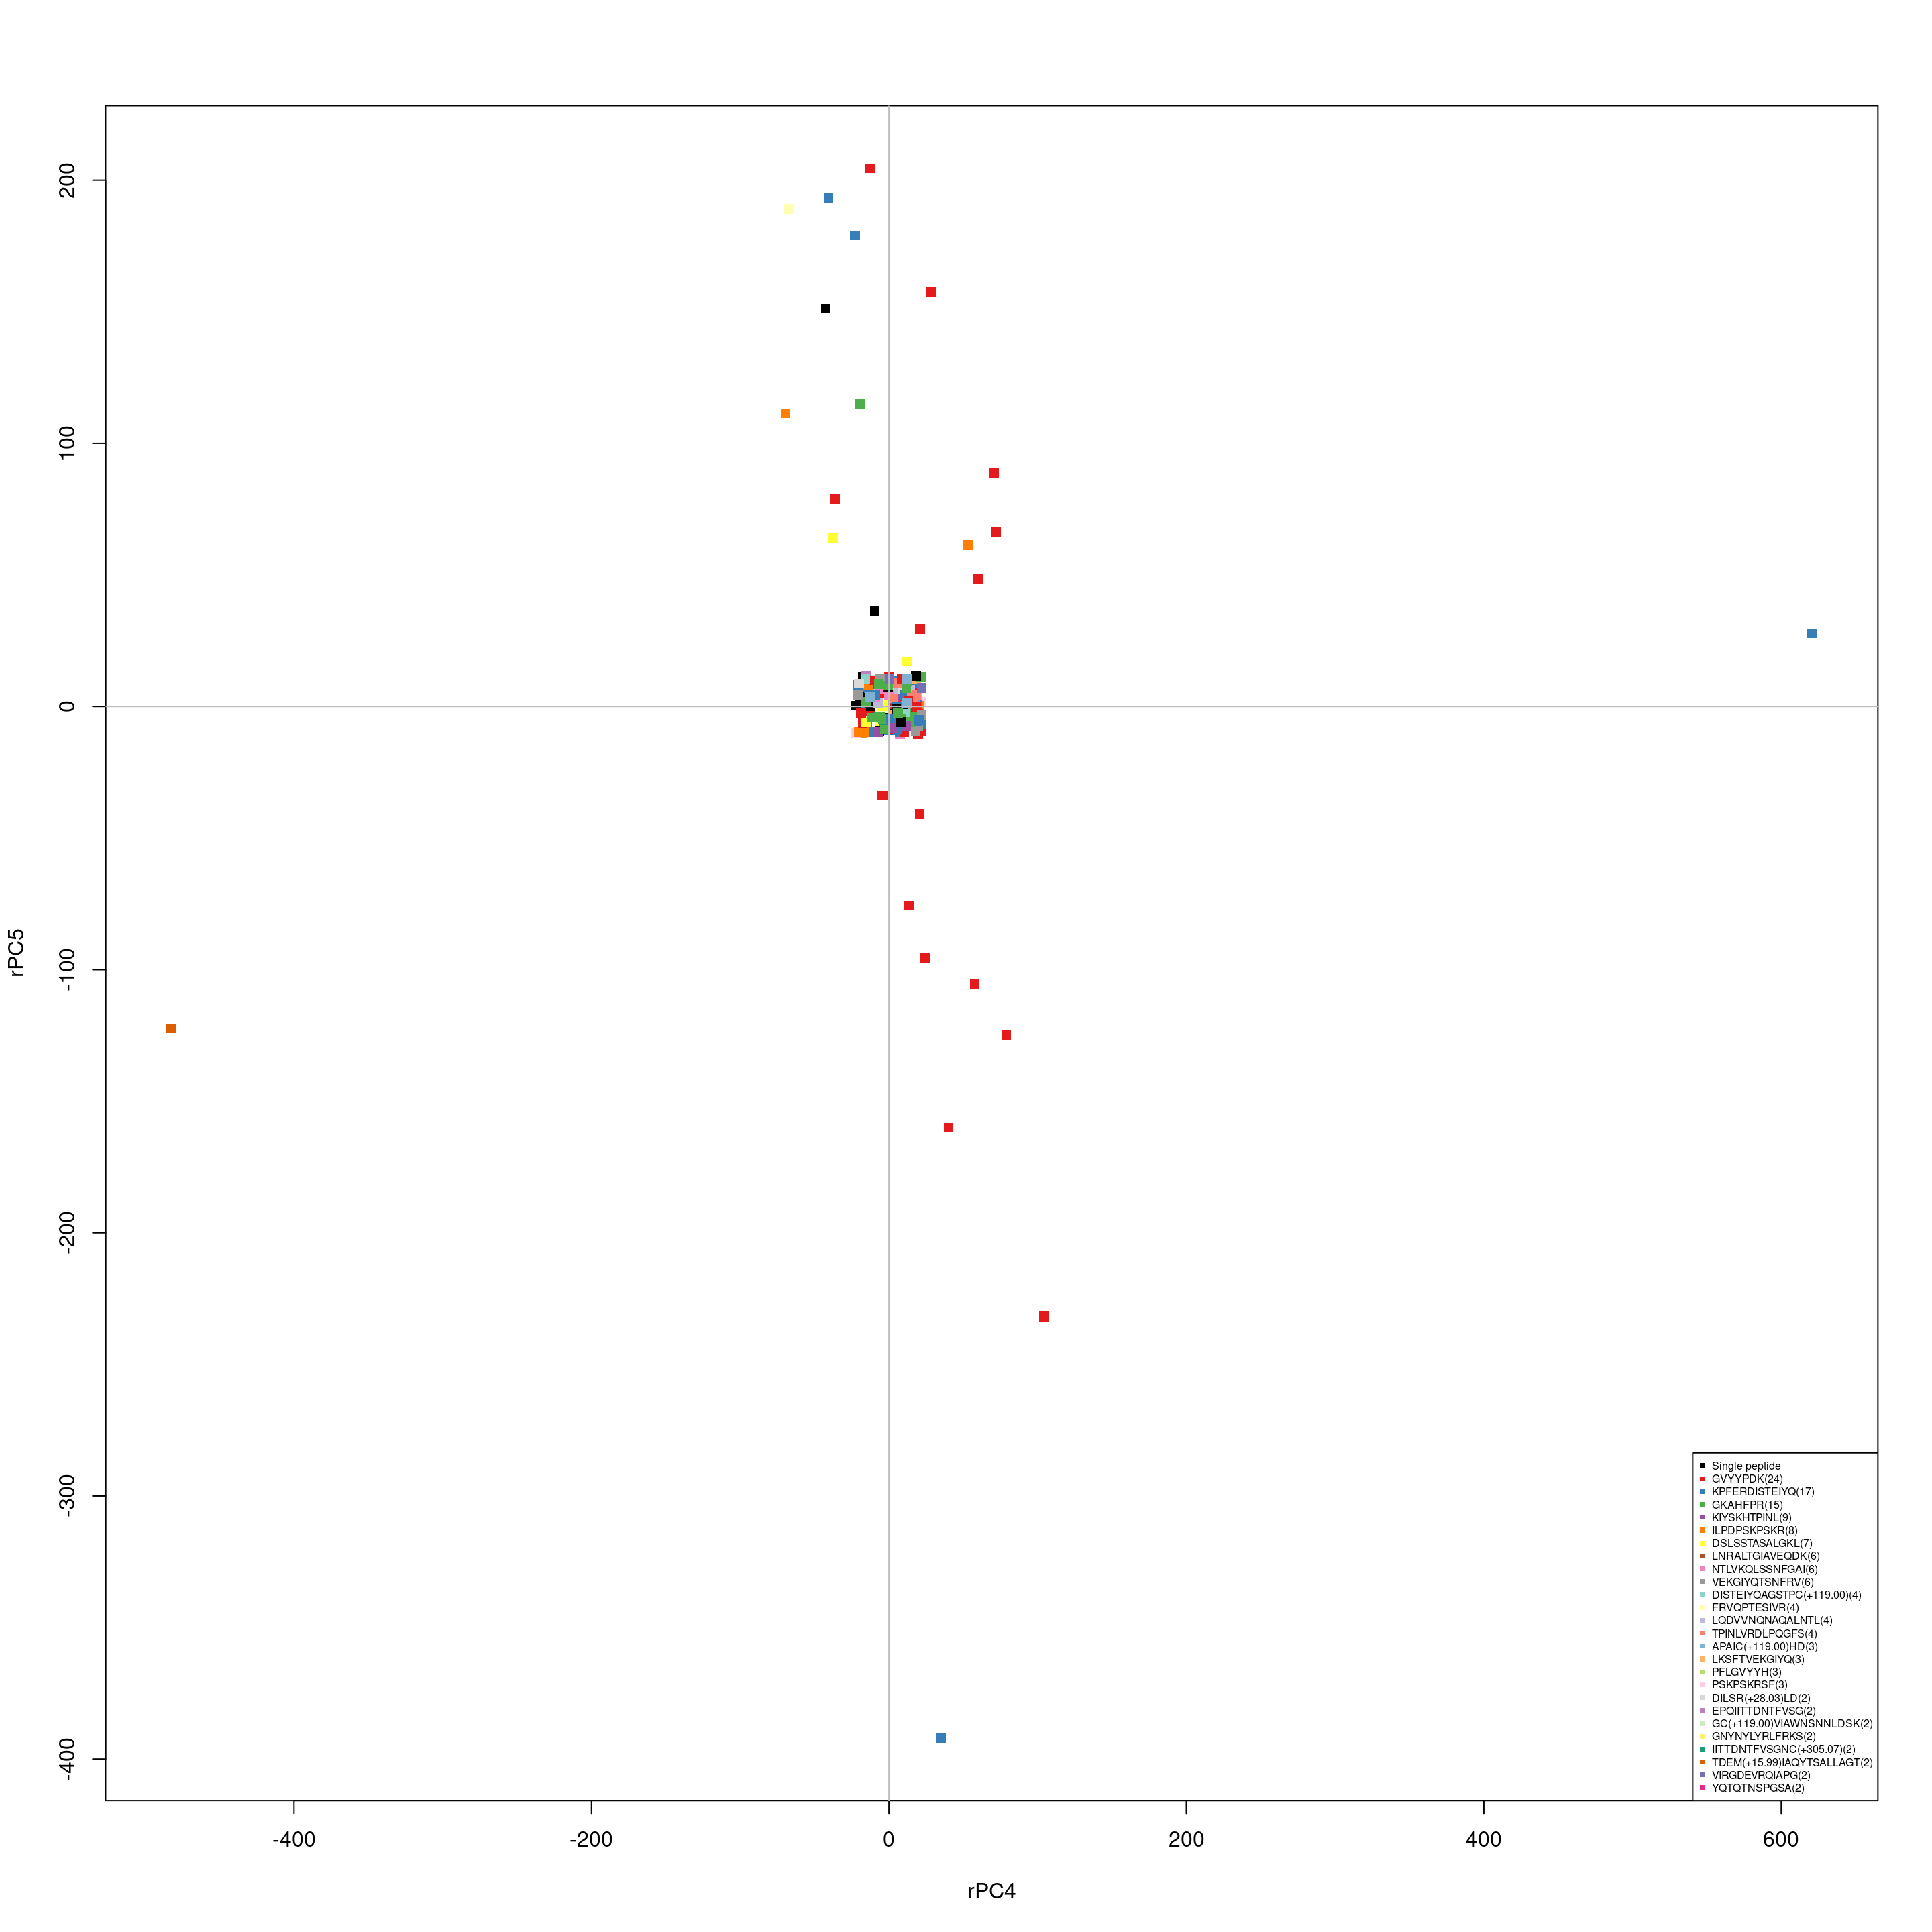 200
100
0
-100
-200
-300
-400
rPC5
-400
-200
0
200
400
600
rPC4
Single peptide
GVYYPDK(24)
KPFERDISTEIYQ(17)
GKAHFPR(15)
KIYSKHTPINL(9)
ILPDPSKPSKR(8)
DSLSSTASALGKL(7)
LNRALTGIAVEQDK(6)
NTLVKQLSSNFGAI(6)
VEKGIYQTSNFRV(6)
DISTEIYQAGSTPC(+119.00)(4)
FRVQPTESIVR(4)
LQDVVNQNAQALNTL(4)
TPINLVRDLPQGFS(4)
APAIC(+119.00)HD(3)
LKSFTVEKGIYQ(3)
PFLGVYYH(3)
PSKPSKRSF(3)
DILSR(+28.03)LD(2)
EPQIITTDNTFVSG(2)
GC(+119.00)VIAWNSNNLDSK(2)
GNYNYLYRLFRKS(2)
IITTDNTFVSGNC(+305.07)(2)
TDEM(+15.99)IAQYTSALLAGT(2)
VIRGDEVRQIAPG(2)
YQTQTNSPGSA(2)